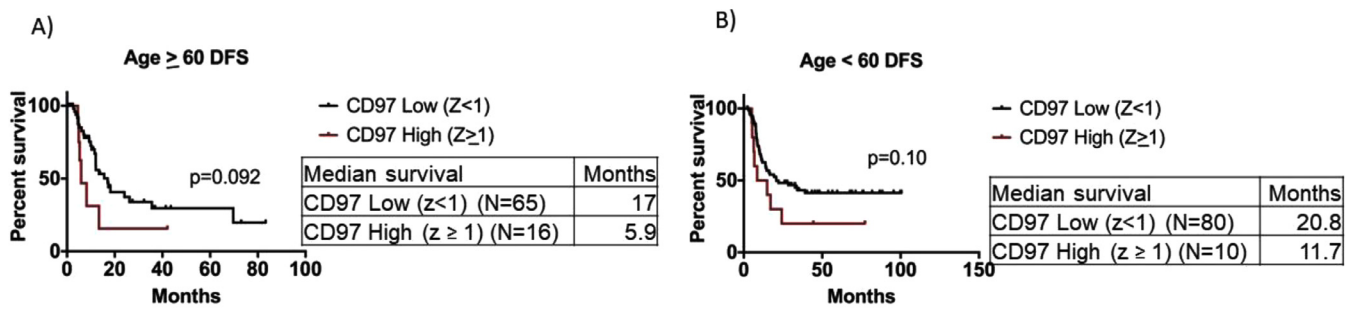 A)
Age ≥ 60 DFS
Percent survival
100
50
0
0 20 40 60 80 100
Months
CD97 Low (Z<1)
CD97 High (Z≥1)
p=0.092
Median survival Months
CD97 Low (z<1) (N=65) 17
CD97 High (z ≥ 1) (N=16) 5.9
B)
Age < 60 DFS
Percent survival
100
50
0
0 50 100 150
Months
CD97 Low (Z<1)
CD97 High (Z≥1)
p=0.10
Median survival Months
CD97 Low (z<1) (N=80) 20.8
CD97 High (z ≥ 1) (N=10) 11.7